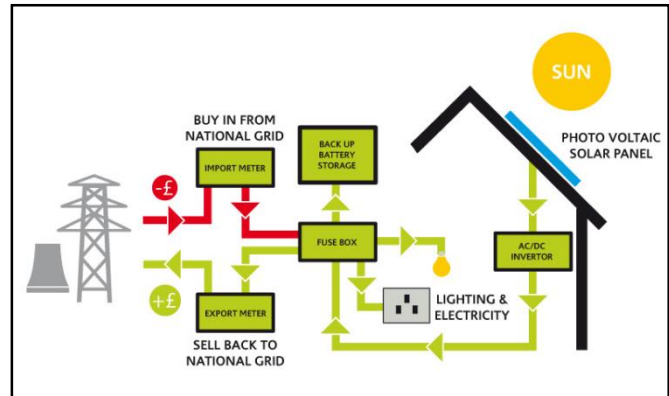 SUN
BUY IN FROM
NATIONAL GRID
BACK UP
BATTERY
STORAGE
PHOTO VOLTAIC
SOLAR PANEL
IMPORT METER
-£
FUSE BOX
AC/DC
INVERTOR
+£
EXPORT METER
LIGHTING &
ELECTRICITY
SELL BACK TO
NATIONAL GRID